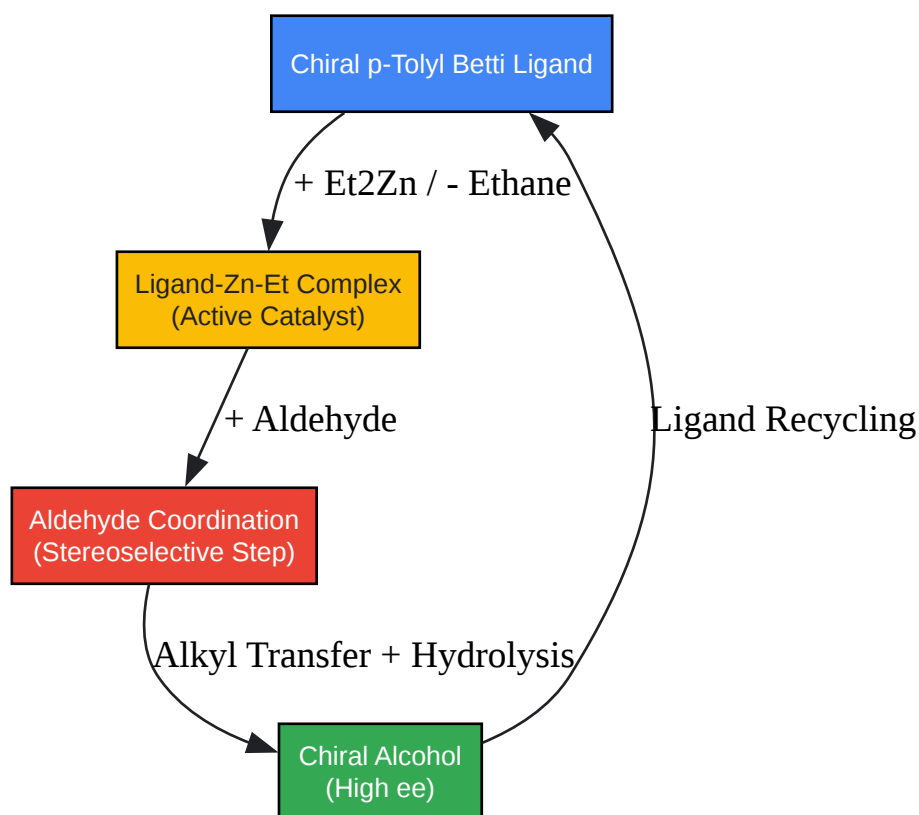 Chiral p-Tolyl Betti Ligand
+ Et2Zn / - Ethane
Ligand-Zn-Et Complex
(Active Catalyst)
+ Aldehyde
Ligand Recycling
Aldehyde Coordination
(Stereoselective Step)
Alkyl Transfer + Hydrolysis
Chiral Alcohol
(High ee)